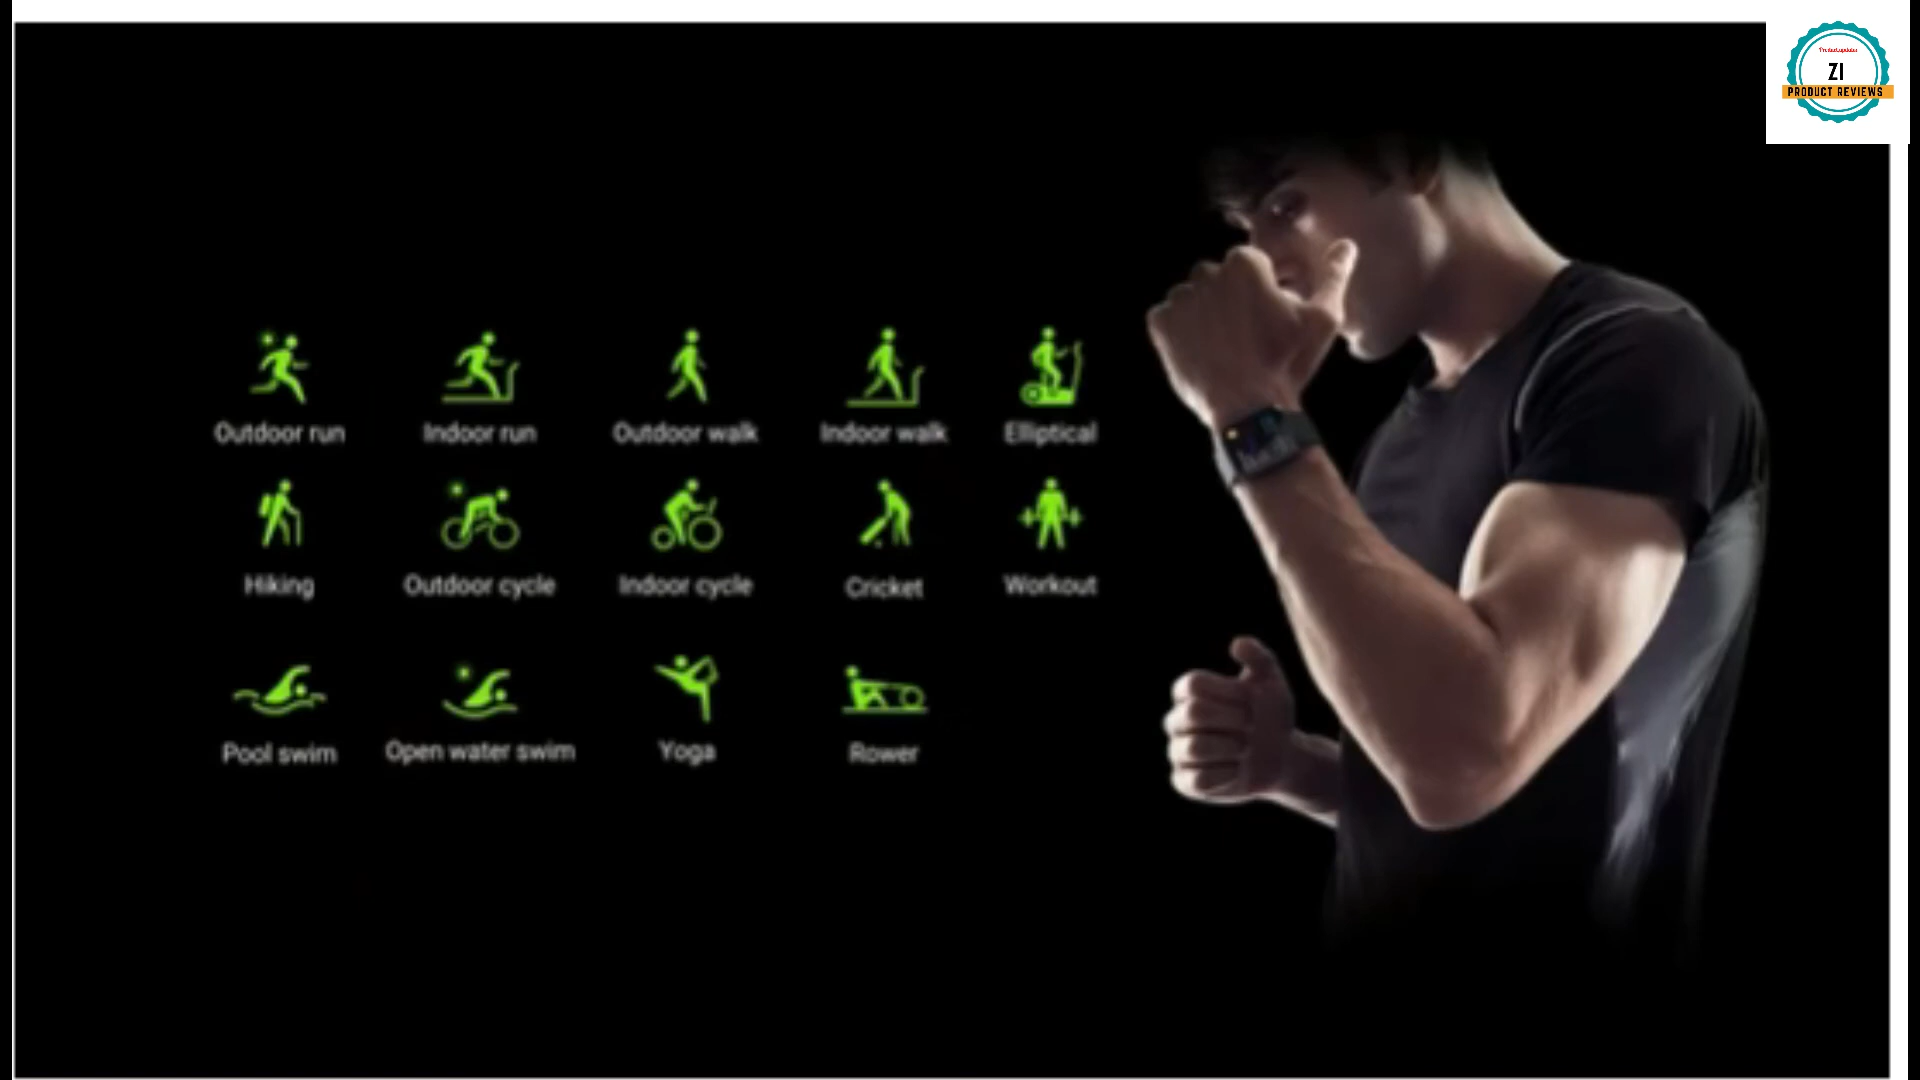 ZI
PRODUCT REVIEWS
Outdoor run
Indoor run
Outdoor walk
Indoor walk
Elliptical
Hiking
Outdoor cycle
Indoor cycle
Cricket
Workout
Pool swim
Open water swim
Yoga
Rower